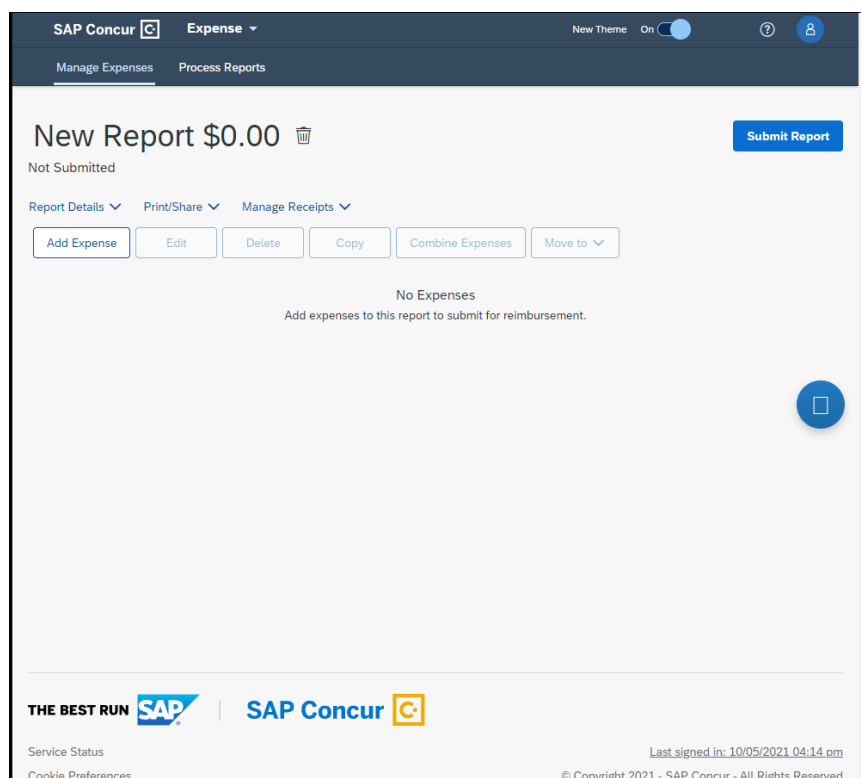 SAP Concur C Expense New Theme On
Manage Expenses Process Reports
New Report $0.00
Submit Report
Not Submitted
Report Details Print/Share Manage Receipts
Add Expense Edit Delete Copy Combine Expenses Move to
No Expenses
Add expenses to this report to submit for reimbursement.
THE BEST RUN SAP SAP Concur C
Service Status Last signed in: 10/05/2021 04:14 pm
Cookie Preferences © Copyright 2021 - SAP Concur - All Rights Reserved